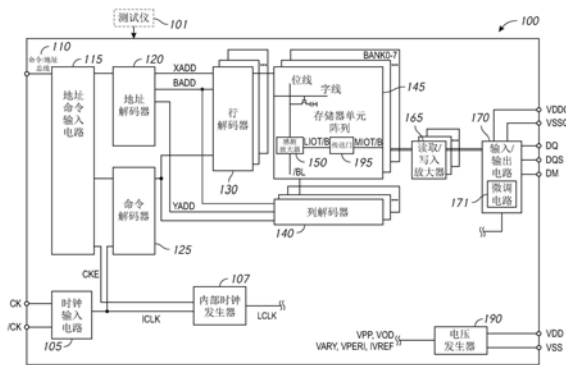 测试仪
101
100
110
命令/地址
总线
115
地址
命令
输入
电路
120
地址
解码器
XADD
BADD
YADD
行
解码器
130
BANK0-7
位线
字线
存储器单元
阵列
145
感测
放大器
150
LIOT/B
传送门
195
MIOT/B
/BL
165
读取/
写入
放大器
170
输入/
输出
电路
171
微调
电路
VDDQ
VSSQ
DQ
DQS
DM
命令
解码器
125
列解码器
140
CKE
CK
/CK
时钟
输入
电路
105
ICLK
107
内部时钟
发生器
LCLK
VPP, VOD
VARY, VPERI, IVREF
190
电压
发生器
VDD
VSS